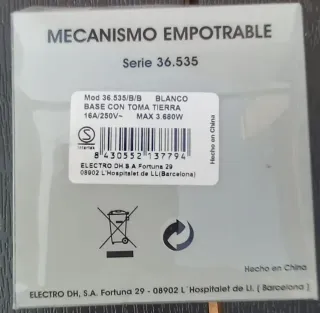 MECANISMO EMPOTRABLE
Serie 36.535
Mod 36.535/B/B BLANCO
BASE CON TOMA TIERRA
16A/250V~ MAX 3.680W
8 430552 137794
ELECTRO DH S.A Fortuna 29
08902 L'Hospitalet de LL(Barcelona)
Hecho en China
Hecho en China
ELECTRO DH, S.A. Fortuna 29 - 08902 L´Hospitalet de Ll. ( Barcelona )